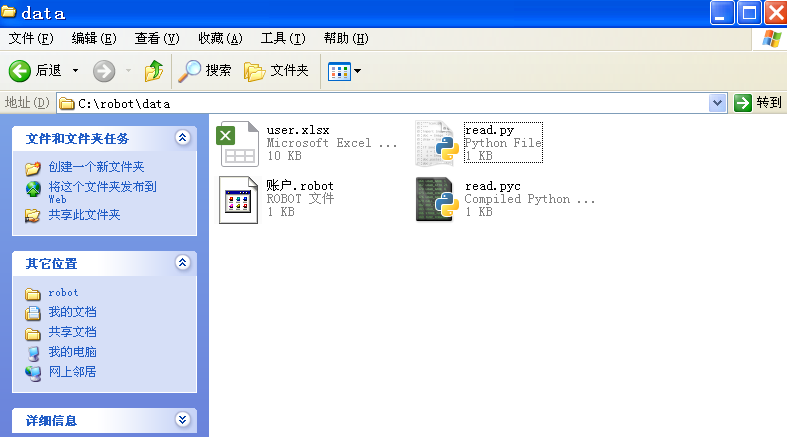 data
文件(F) 编辑(E) 查看(V) 收藏(A) 工具(T) 帮助(H)
后退 搜索 文件夹
地址(D) C:\robot\data 转到
文件和文件夹任务
创建一个新文件夹
将这个文件夹发布到
Web
共享此文件夹
其它位置
robot
我的文档
共享文档
我的电脑
网上邻居
详细信息
user.xlsx
Microsoft Excel ...
10 KB
read.py
Python File
1 KB
账户.robot
ROBOT 文件
1 KB
read.pyc
Compiled Python ...
1 KB